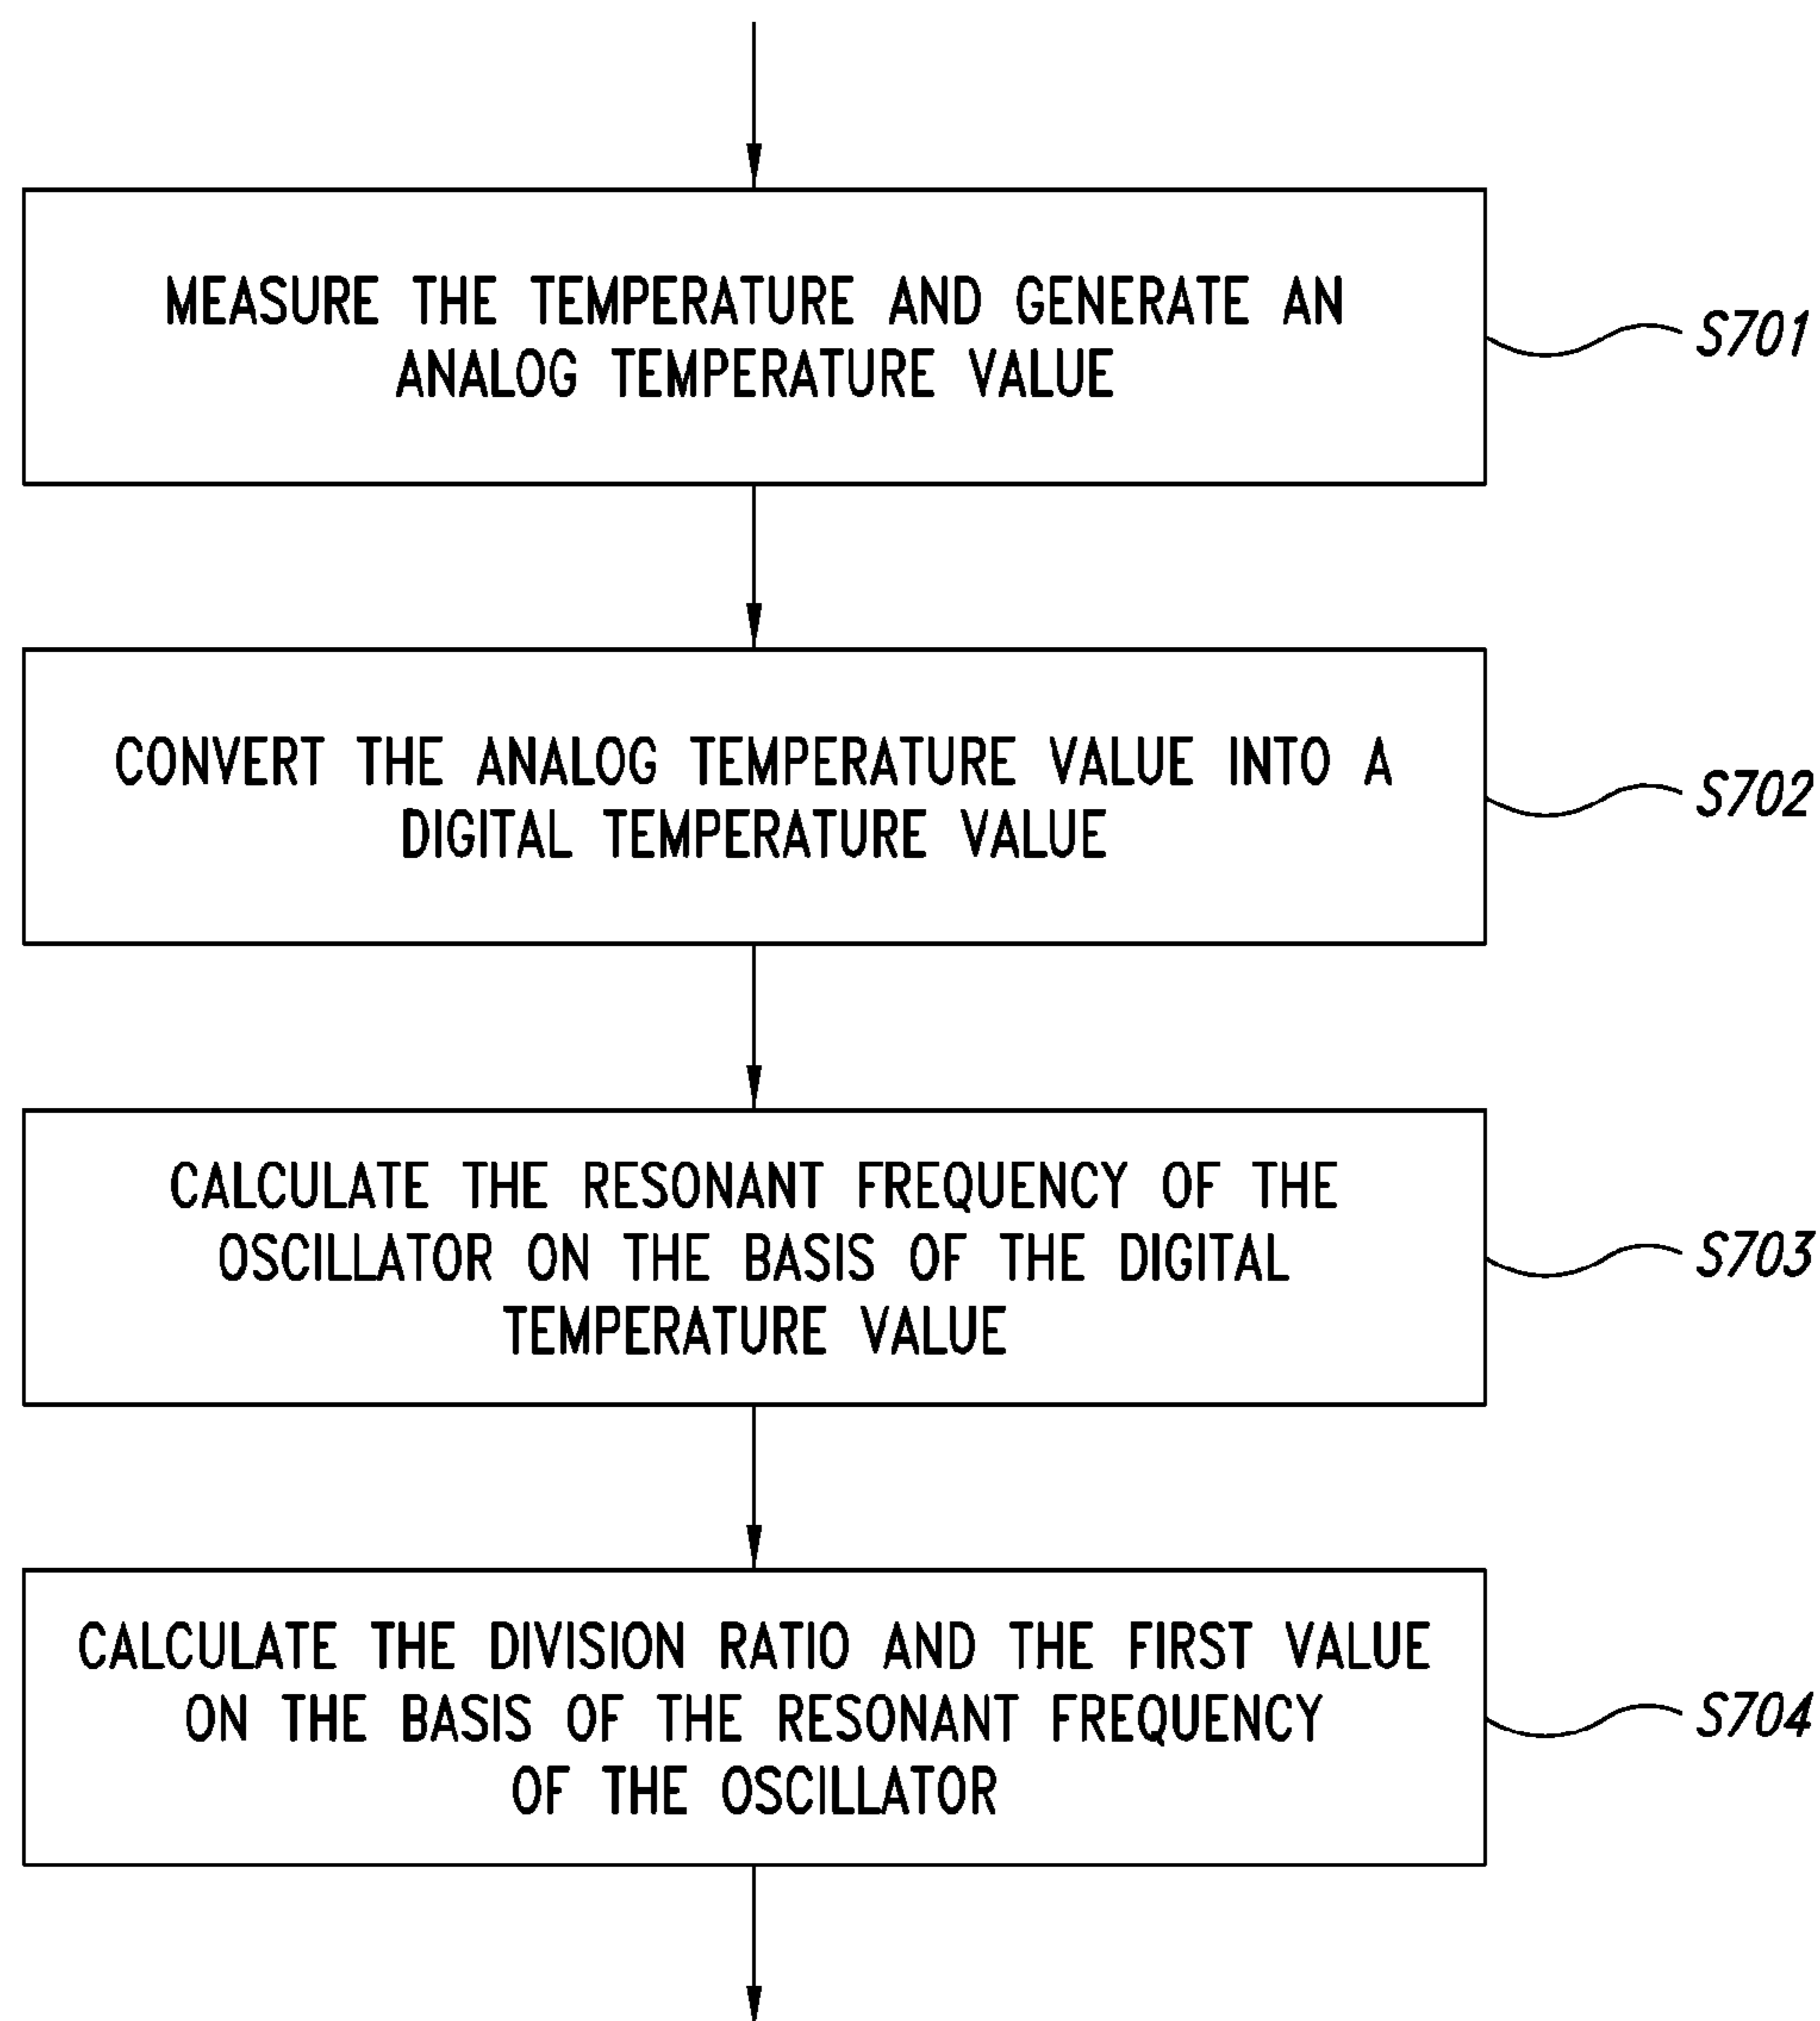 MEASURE THE TEMPERATURE AND GENERATE AN
ANALOG TEMPERATURE VALUE
S701
CONVERT THE ANALOG TEMPERATURE VALUE INTO A
DIGITAL TEMPERATURE VALUE
S702
CALCULATE THE RESONANT FREQUENCY OF THE
OSCILLATOR ON THE BASIS OF THE DIGITAL
TEMPERATURE VALUE
S703
CALCULATE THE DIVISION RATIO AND THE FIRST VALUE
ON THE BASIS OF THE RESONANT FREQUENCY
OF THE OSCILLATOR
S704